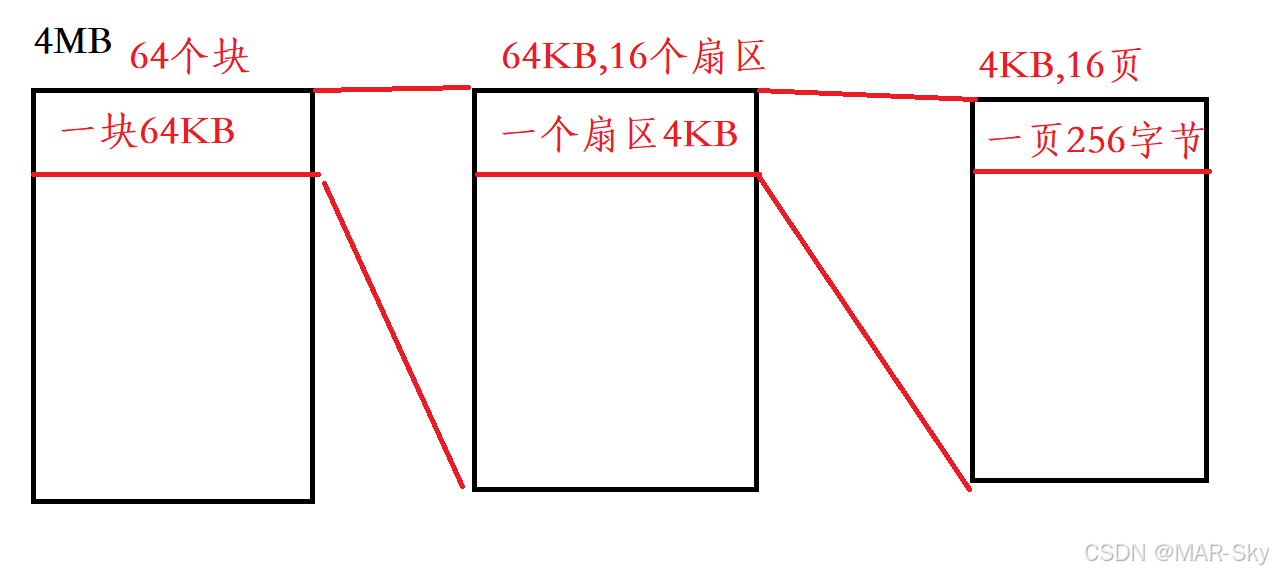 4MB 64个块
64KB,16个扇区
4KB,16页
一块64KB
一个扇区4KB
一页256字节
CSDN @MAR-Sky